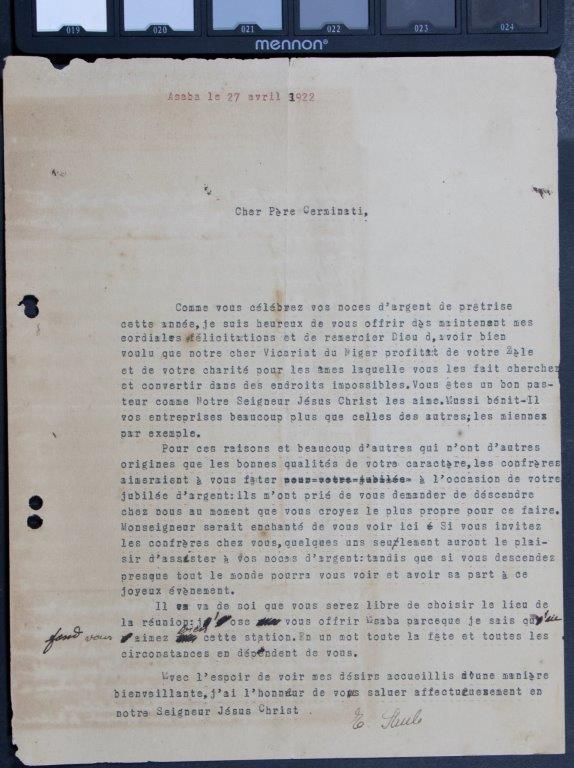 019 020 021 022 023 024
mennon®
Asaba le 27 avril 1922
Cher Père Cerminati,
Comme vous célébrez vos noces d'argent de prêtrise
cette année,je suis heureux de vous offrir dès maintenant mes
cordiales félicitations et de remercier Dieu d,avoir bien
voulu que notre cher Vicariat du Niger profitat de votre Zèle
et de votre charité pour les âmes laquelle vous les fait chercher
et convertir dans des endroits impossibles.Vous êtes un bon pas-
teur comme Notre Seigneur Jésus Christ les aime.Aussi bénit-Il
vos entreprises beaucoup plus que celles des autres;les miennes
par exemple.
Pour ces raisons et beaucoup d'autres qui n'ont d'autres
origines que les bonnes qualités de votre caractère,les confrères
aimeraient à vous fêter pour votre jubilée à l'occasion de votre
jubilée d'argent:ils m'ont prié de vous demander de déscendre
chez nous au moment que vous croyez le plus propre pour ce faire.
Monseigneur serait enchanté de vous voir ici é Si vous invitez
les confrères chez vous,quelques uns seuflement auront le plai-
sir d'assister à vos noces d'argent:tandis que si vous descendez
presque tout le monde pourra vous voir et avoir sa part à ce
joyeux évènement.
Il va de soi que vous serez libre de choisir le lieu de
la réunion: ose vous offrir Asaba parceque je sais
fond vous aimez bien cette station.En un mot toute la fête et toutes les
circonstances en dépendent de vous.
Avec l'espoir de voir mes désirs accueillis d'une manière
bienveillante,j'ai l'honneur de vous saluer affectueusement en
notre Seigneur Jésus Christ